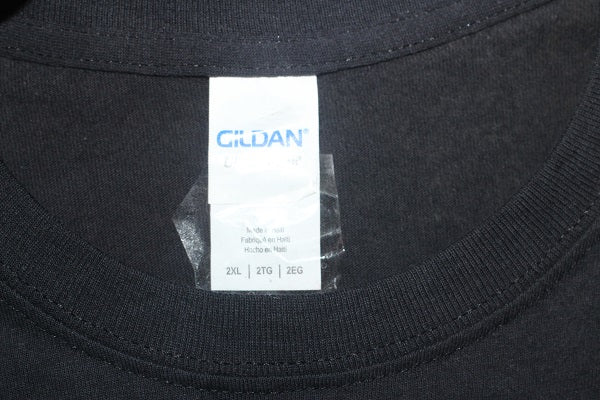 GILDAN®
Made in Haiti
Fabriqué en Haïti
Hecho en Haití
2XL | 2TG | 2EG